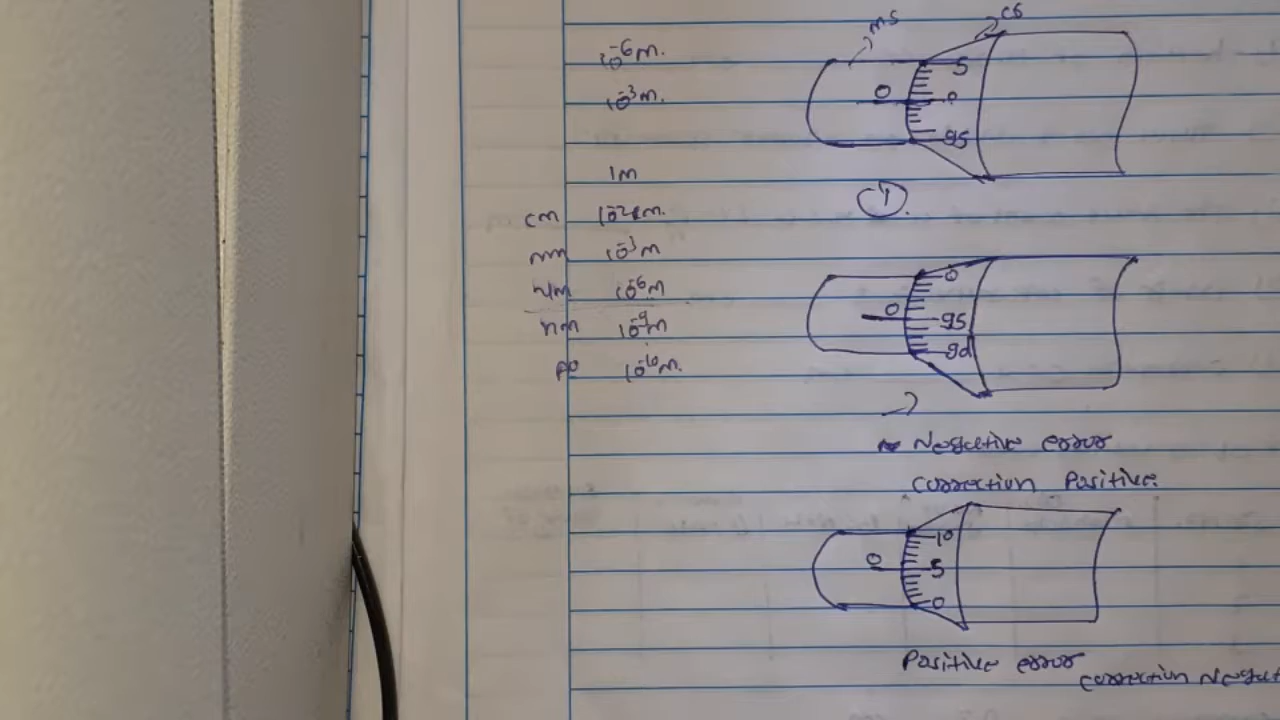 10⁻⁶m.
10⁻³m.
1m
cm 10⁻²m.
mm 10⁻³m
10⁻⁶m
nm 10⁻⁹m
10⁻¹⁰m.
MS
CS
5
0 0
95
1
0
0 95
90
Negative error
correction Positive.
10
0 5
0
Positive error
correction Negat